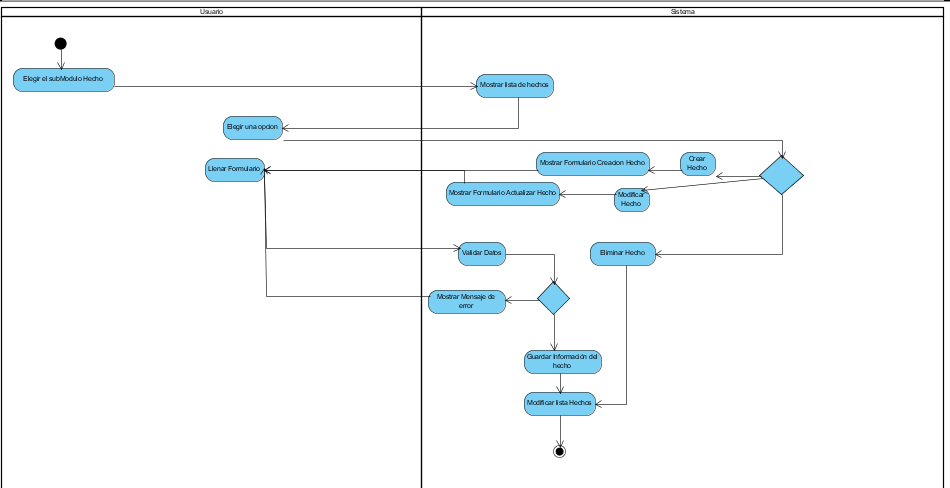 Usuario
Sistema
Elegir el subModulo Hecho
Mostrar lista de hechos
Elegir una opcion
Llenar Formulario
Mostrar Formulario Creacion Hecho
Crear
Hecho
Mostrar Formulario Actualizar Hecho
Modificar
Hecho
Validar Datos
Eliminar Hecho
Mostrar Mensaje de
error
Guardar Información del
hecho
Modificar lista Hechos